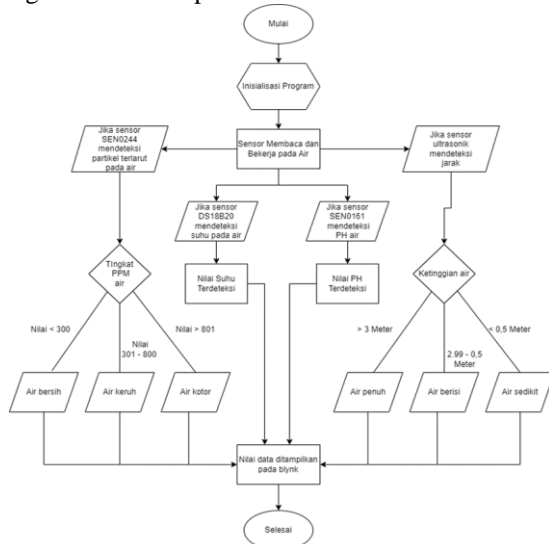 Mulai
Inisialisasi Program
Jika sensor
SEN0244
mendeteksi
partikel terlarut
pada air
Sensor Membaca dan
Bekerja pada Air
Jika sensor
ultrasonik
mendeteksi
jarak
Jika sensor
DS18B20
mendeteksi
suhu pada air
Jika sensor
SEN0161
mendeteksi
PH air
TIngkat
PPM
air
Nilai Suhu
Terdeteksi
Nilai PH
Terdeteksi
Ketinggian air
Nilai < 300
Nilai
301 - 800
Nilai > 801
> 3 Meter
2.99 - 0,5
Meter
< 0,5 Meter
Air bersih
Air keruh
Air kotor
Air penuh
Air berisi
Air sedikit
Nilai data ditampilkan
pada blynk
Selesai